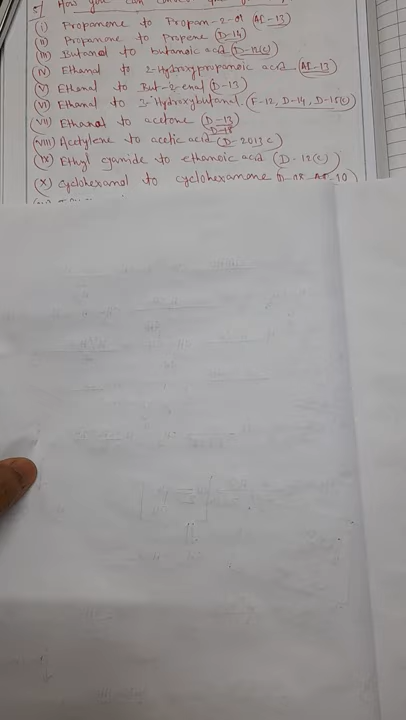 How you can convert the
(i) Propanone to Propan-2-ol (AI-13)
(ii) Propanone to Propene (D-14)
(iii) Butanal to butanoic acid (D-12(c)
(iv) Ethanal to 2-Hydroxypropanoic acid (AI-13)
(v) Ethanal to But-2-enal (D-13)
(vi) Ethanal to 3-Hydroxybutanal (F-12, D-14, D-15(c)
(vii) Ethanol to acetone (D-13)
D-15
(viii) Acetylene to acetic acid (D-2013 c)
(ix) Ethyl cyanide to ethanoic acid (D-12(c)
(x) Cyclohexanol to cyclohexanone